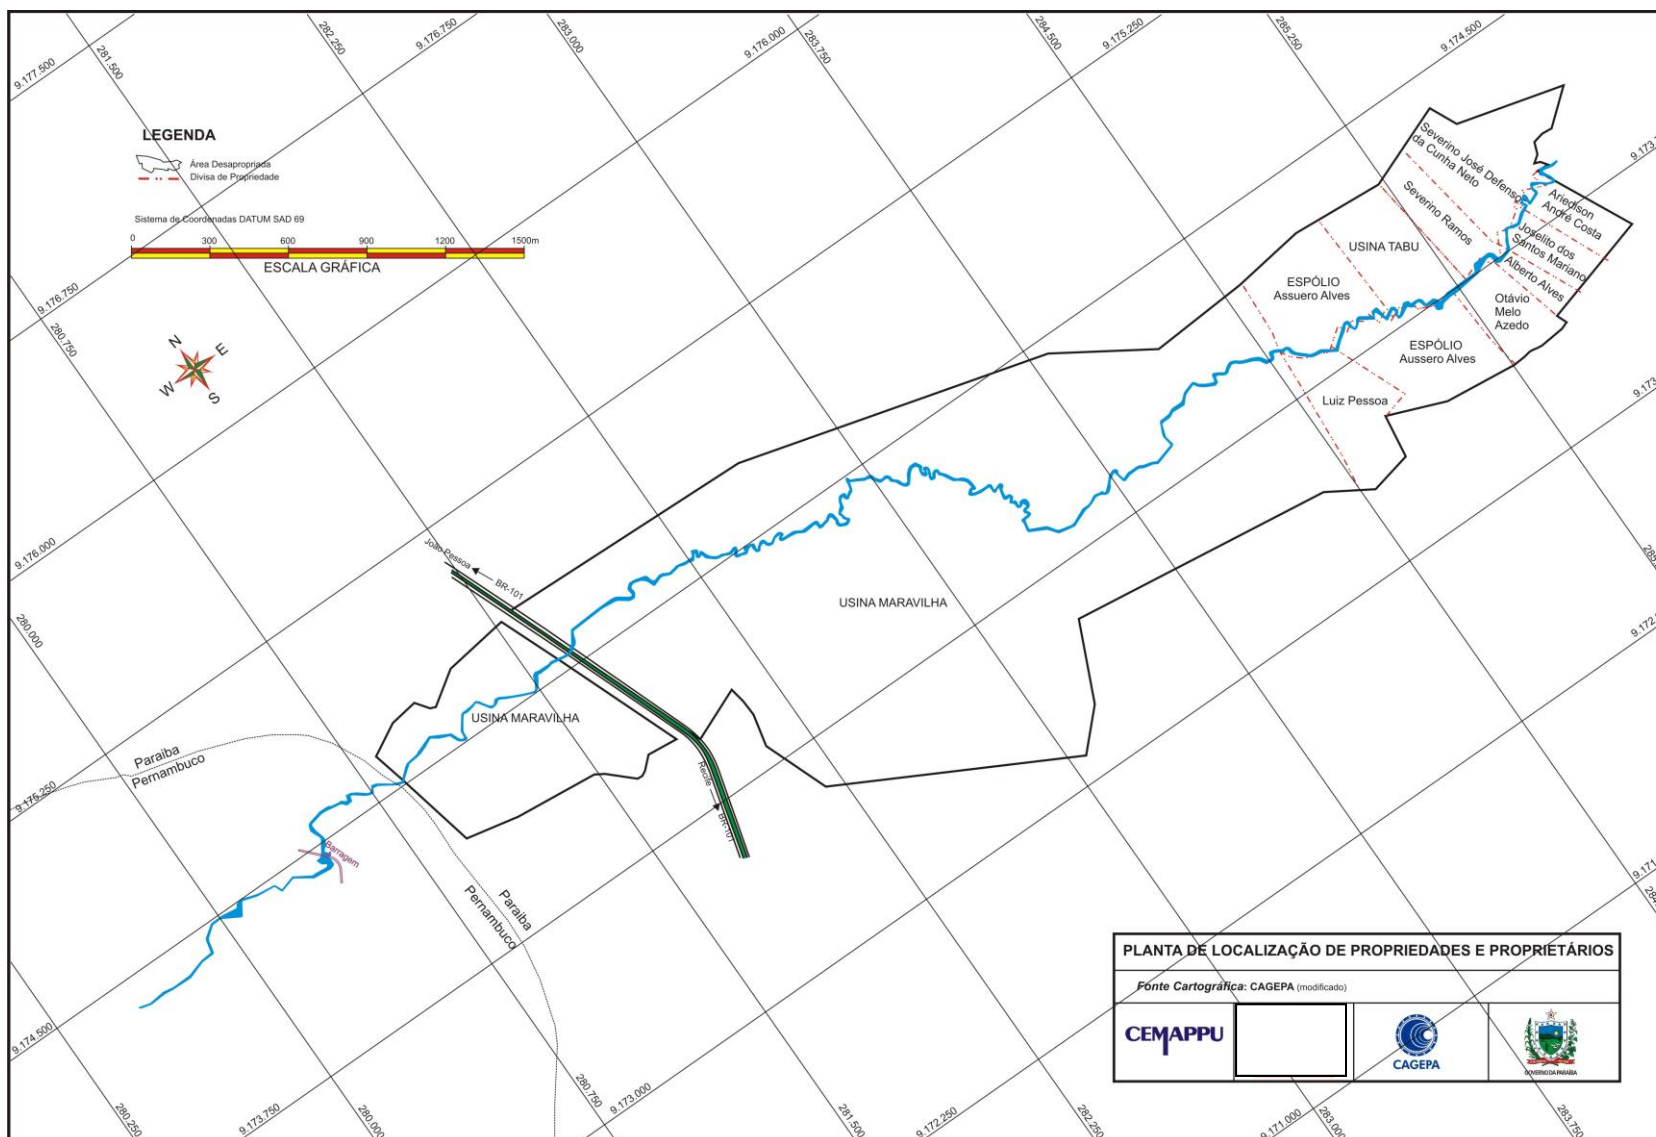 281.500
282.250
9.176.750
283.000
9.176.000
283.750
284.500
9.175.250
285.250
9.174.500
9.177.500
LEGENDA
Área Desapropriada
Divisa de Propriedade
Sistema de Coordenadas DATUM SAD 69
0 300 600 900 1200 1500m
ESCALA GRÁFICA
9.176.750
280.750
N
E
W
S
Severino José Defensor
da Cunha Neto
Severino Ramos
Ariedison
André Costa
Joselito dos
Santos Mariano
Alberto Alves
Otávio
Melo
Azedo
USINA TABU
ESPÓLIO
Assuero Alves
ESPÓLIO
Aussero Alves
Luiz Pessoa
João Pessoa
BR-101
USINA MARAVILHA
USINA MARAVILHA
9.176.000
280.000
Paraiba
Pernambuco
9.175.250
Recife
BR-101
Barragem
Paraiba
Pernambuco
9.174.500
280.250
9.173.750
280.000
280.750
9.173.000
281.500
9.172.250
282.250
9.171.000
283.000
283.750
PLANTA DE LOCALIZAÇÃO DE PROPRIEDADES E PROPRIETÁRIOS
Fonte Cartográfica: CAGEPA (modificado)
CEMAPPU
CAGEPA
GOVERNO DA PARAÍBA